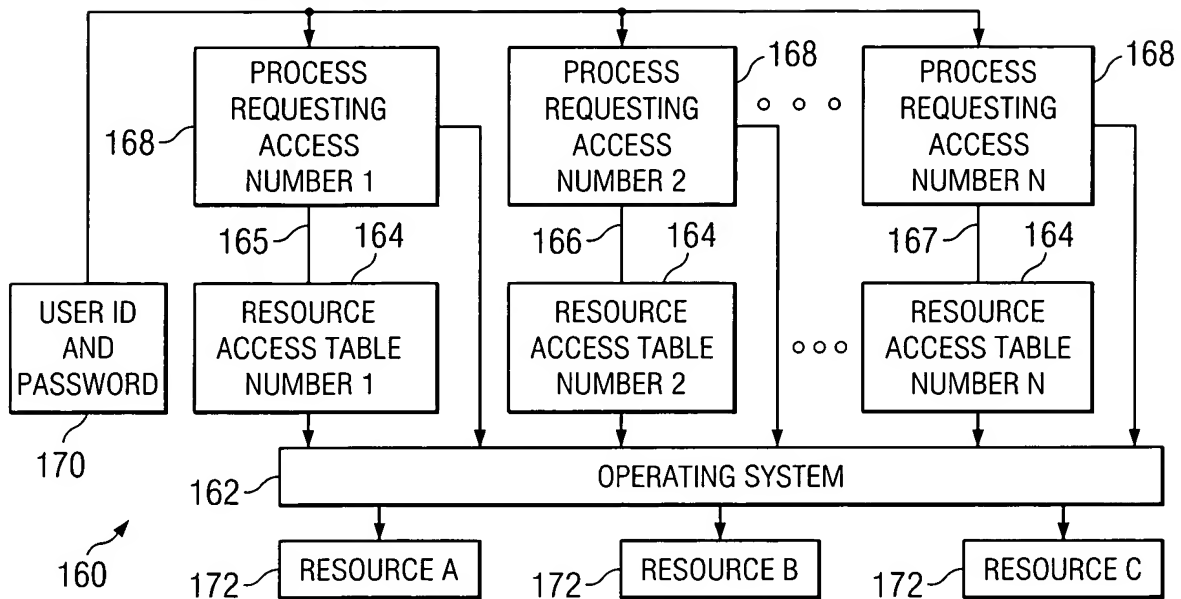 PROCESS
REQUESTING
ACCESS
NUMBER 1
168
PROCESS
REQUESTING
ACCESS
NUMBER 2
168
PROCESS
REQUESTING
ACCESS
NUMBER N
168
165
164
166
164
167
164
USER ID
AND
PASSWORD
170
RESOURCE
ACCESS TABLE
NUMBER 1
RESOURCE
ACCESS TABLE
NUMBER 2
RESOURCE
ACCESS TABLE
NUMBER N
162
OPERATING SYSTEM
160
172
RESOURCE A
172
RESOURCE B
172
RESOURCE C